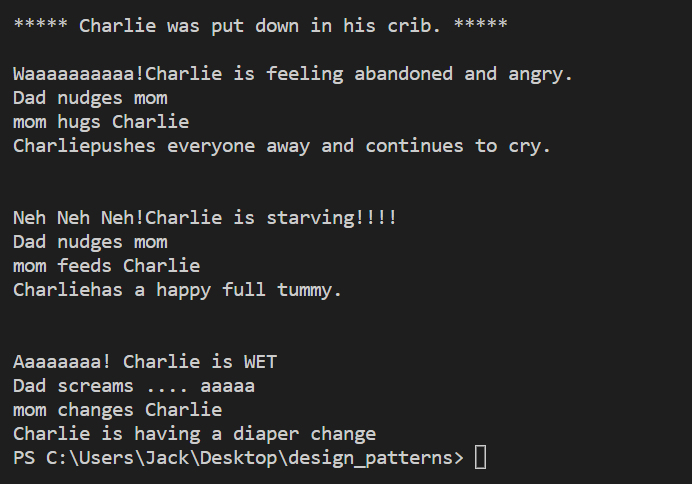 ***** Charlie was put down in his crib. *****
Waaaaaaaaaa!Charlie is feeling abandoned and angry.
Dad nudges mom
mom hugs Charlie
Charliepushes everyone away and continues to cry.
Neh Neh Neh!Charlie is starving!!!!
Dad nudges mom
mom feeds Charlie
Charliehas a happy full tummy.
Aaaaaaaa! Charlie is WET
Dad screams .... aaaaa
mom changes Charlie
Charlie is having a diaper change
PS C:\Users\Jack\Desktop\design_patterns>